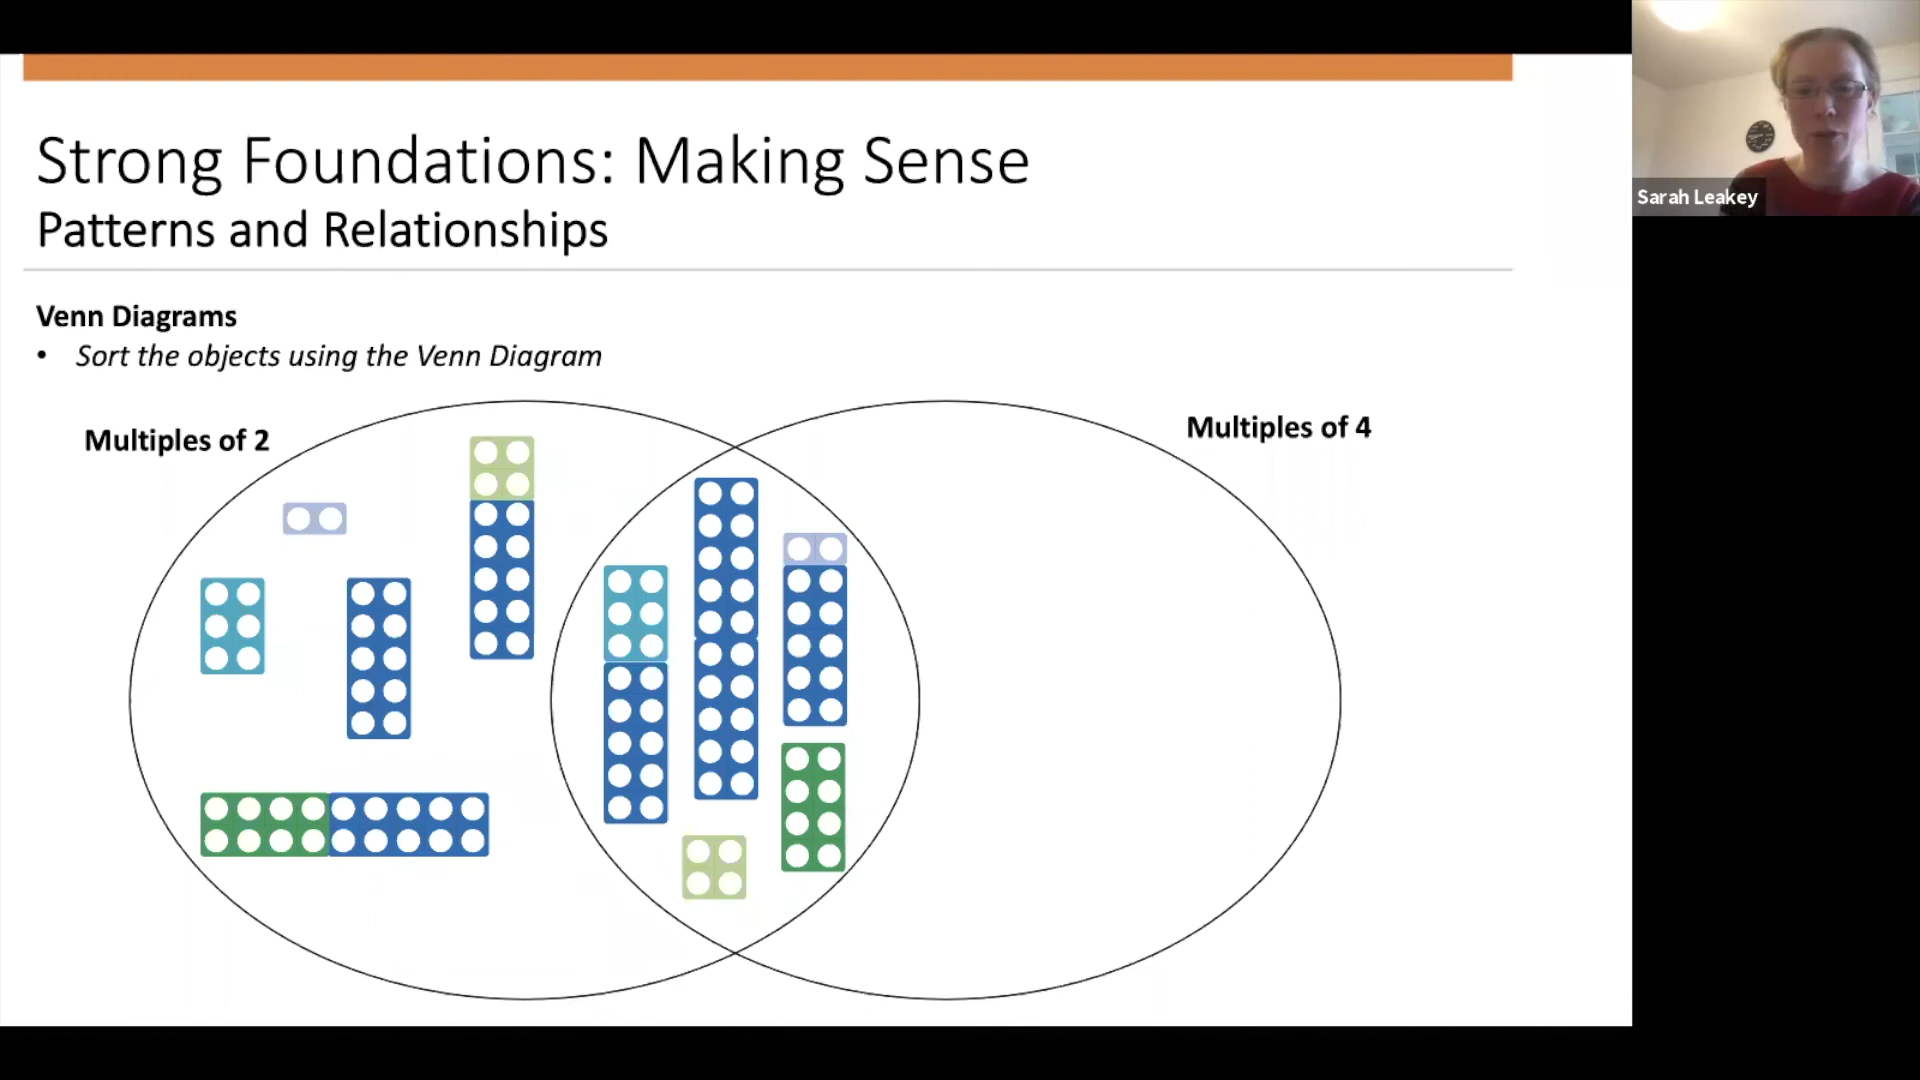 Strong Foundations: Making Sense
Patterns and Relationships
Venn Diagrams
• Sort the objects using the Venn Diagram
Multiples of 2
Multiples of 4
Sarah Leakey